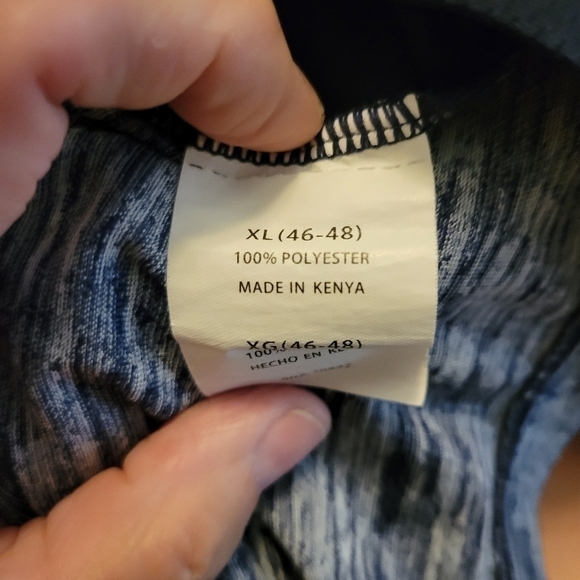 XL (46-48)
100% POLYESTER
MADE IN KENYA
XG (46-48)
100%
HECHO EN